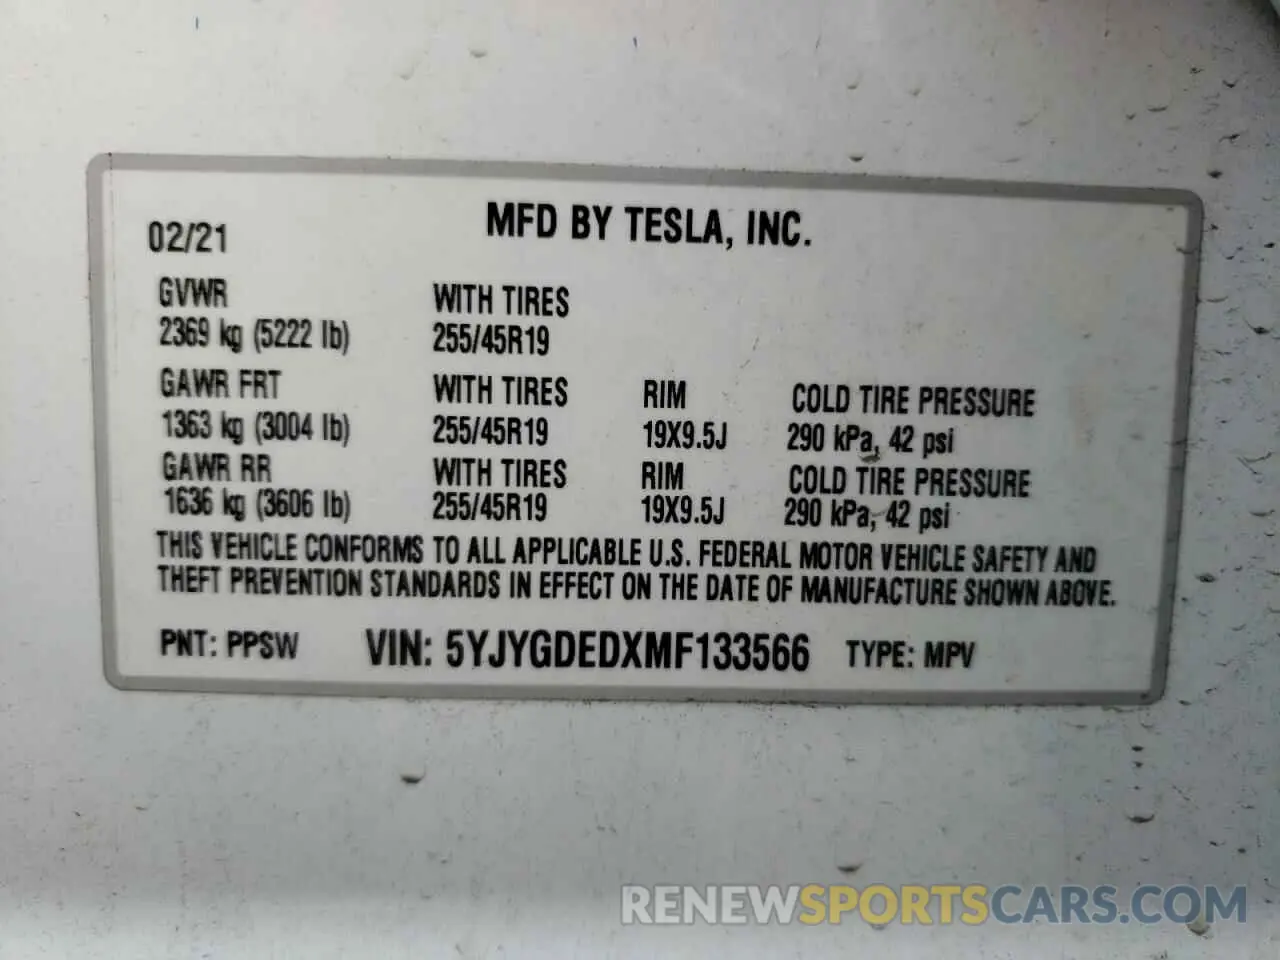 02/21 MFD BY TESLA, INC.
GVWR WITH TIRES
2369 kg (5222 lb) 255/45R19
GAWR FRT WITH TIRES RIM COLD TIRE PRESSURE
1363 kg (3004 lb) 255/45R19 19X9.5J 290 kPa, 42 psi
GAWR RR WITH TIRES RIM COLD TIRE PRESSURE
1636 kg (3606 lb) 255/45R19 19X9.5J 290 kPa, 42 psi
THIS VEHICLE CONFORMS TO ALL APPLICABLE U.S. FEDERAL MOTOR VEHICLE SAFETY AND
THEFT PREVENTION STANDARDS IN EFFECT ON THE DATE OF MANUFACTURE SHOWN ABOVE.
PNT: PPSW VIN: 5YJYGDEDXMF133566 TYPE: MPV
RENEWSPORTSCARS.COM